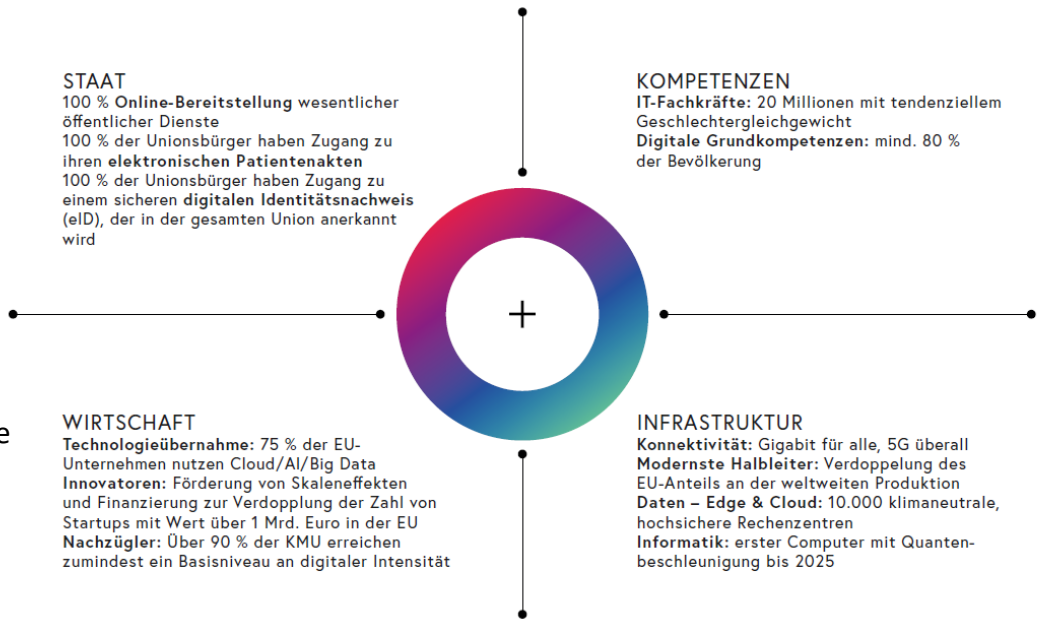 STAAT
100 % Online-Bereitstellung wesentlicher
öffentlicher Dienste
100 % der Unionsbürger haben Zugang zu
ihren elektronischen Patientenakten
100 % der Unionsbürger haben Zugang zu
einem sicheren digitalen Identitätsnachweis
(eID), der in der gesamten Union anerkannt
wird
KOMPETENZEN
IT-Fachkräfte: 20 Millionen mit tendenziellem
Geschlechtergleichgewicht
Digitale Grundkompetenzen: mind. 80 %
der Bevölkerung
+
e
WIRTSCHAFT
Technologieübernahme: 75 % der EU-
Unternehmen nutzen Cloud/AI/Big Data
Innovatoren: Förderung von Skaleneffekten
und Finanzierung zur Verdopplung der Zahl von
Startups mit Wert über 1 Mrd. Euro in der EU
Nachzügler: Über 90 % der KMU erreichen
zumindest ein Basisniveau an digitaler Intensität
INFRASTRUKTUR
Konnektivität: Gigabit für alle, 5G überall
Modernste Halbleiter: Verdoppelung des
EU-Anteils an der weltweiten Produktion
Daten – Edge & Cloud: 10.000 klimaneutrale,
hochsichere Rechenzentren
Informatik: erster Computer mit Quanten-
beschleunigung bis 2025